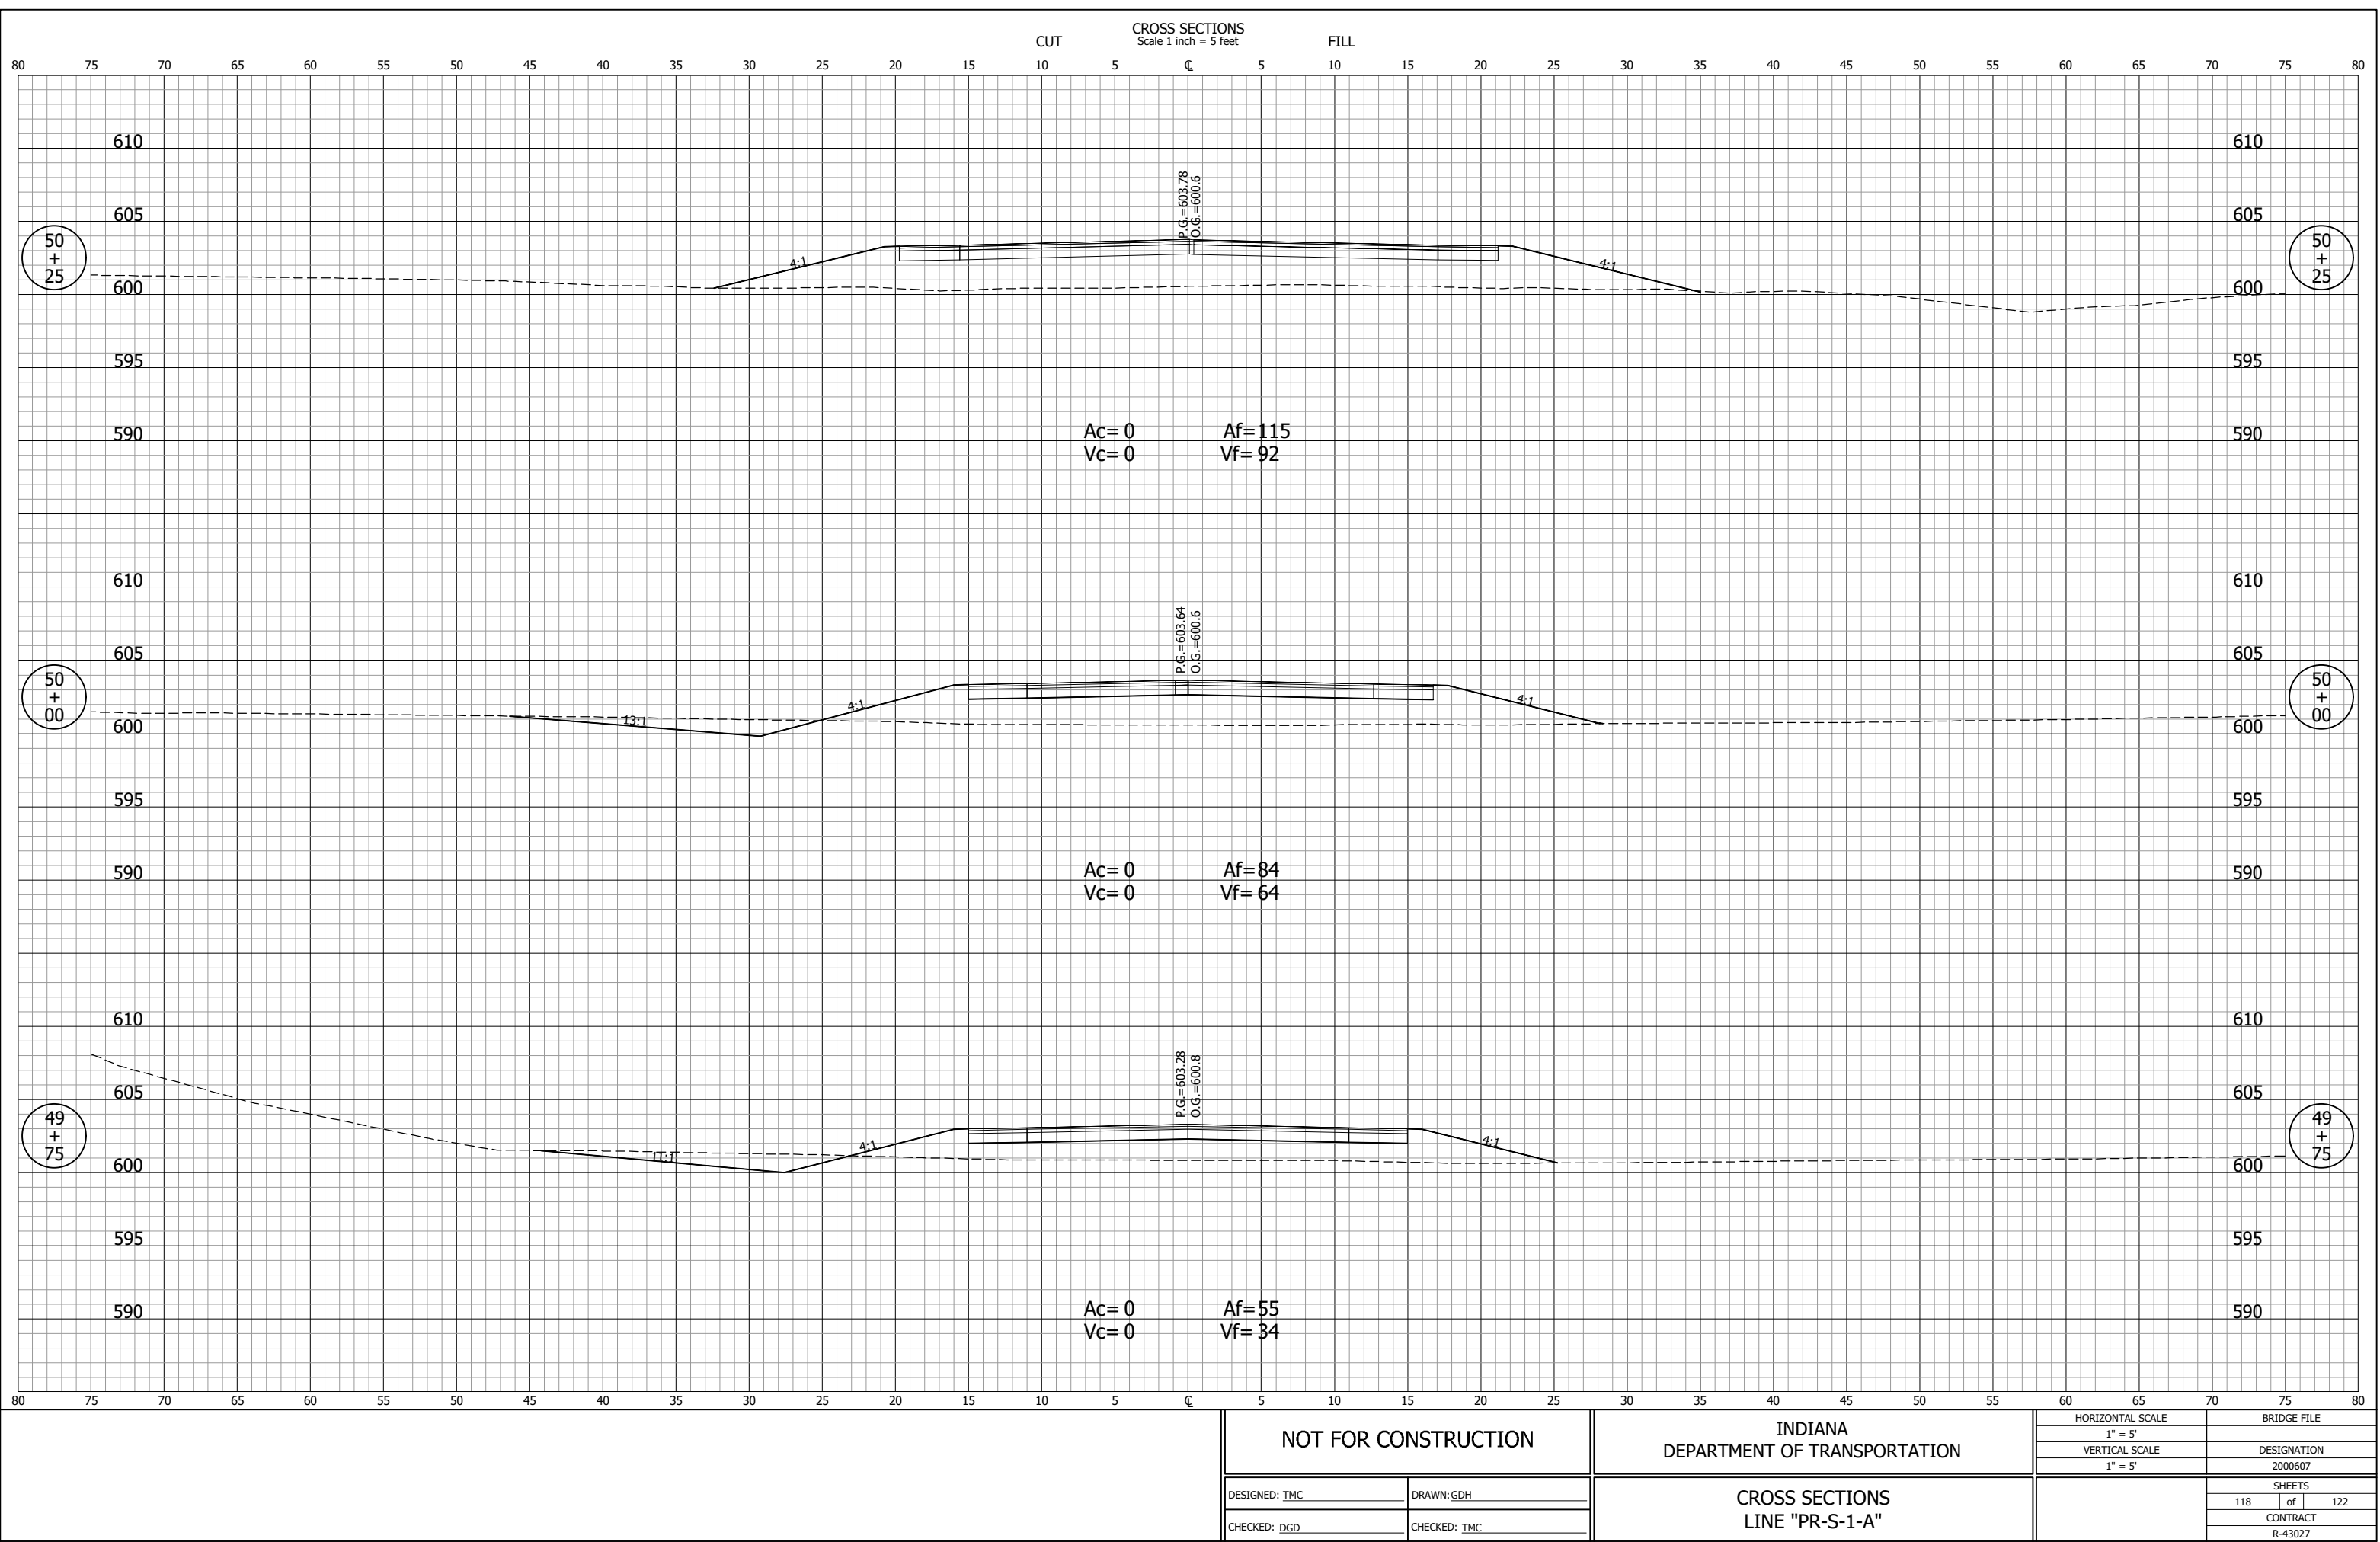 CROSS SECTIONS
Scale 1 inch = 5 feet
CUT FILL
80 75 70 65 60 55 50 45 40 35 30 25 20 15 10 5 ℄ 5 10 15 20 25 30 35 40 45 50 55 60 65 70 75 80
610 610
P.G.=603.78
O.G.=600.6
605 605
50
+
25
50
+
25
4:1 4:1
600 600
595 595
590 590
Ac= 0 Af=115
Vc= 0 Vf= 92
610 610
P.G.=603.64
O.G.=600.6
605 605
50
+
00
50
+
00
13:1 4:1 4:1
600 600
595 595
590 590
Ac= 0 Af=84
Vc= 0 Vf= 64
610 610
P.G.=603.28
O.G.=600.8
605 605
49
+
75
49
+
75
11:1 4:1 4:1
600 600
595 595
590 590
Ac= 0 Af=55
Vc= 0 Vf= 34
80 75 70 65 60 55 50 45 40 35 30 25 20 15 10 5 ℄ 5 10 15 20 25 30 35 40 45 50 55 60 65 70 75 80
NOT FOR CONSTRUCTION
DESIGNED: TMC DRAWN: GDH
CHECKED: DGD CHECKED: TMC
INDIANA
DEPARTMENT OF TRANSPORTATION
CROSS SECTIONS
LINE "PR-S-1-A"
HORIZONTAL SCALE
1" = 5'
VERTICAL SCALE
1" = 5'
BRIDGE FILE
DESIGNATION
2000607
SHEETS
118 of 122
CONTRACT
R-43027